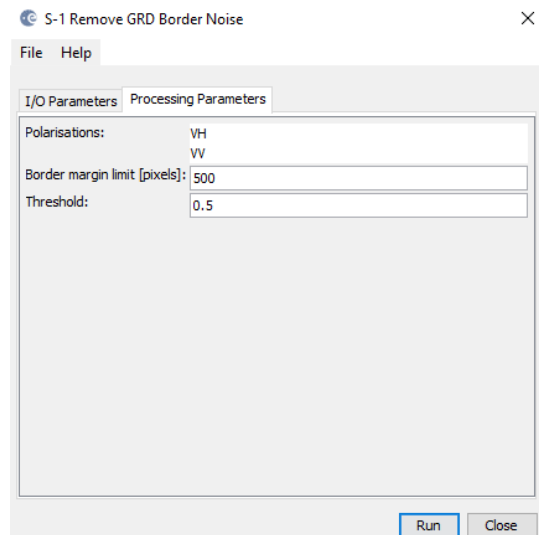 S-1 Remove GRD Border Noise
File Help
I/O Parameters Processing Parameters
Polarisations: VH
VV
Border margin limit [pixels]: 500
Threshold: 0.5
Run Close